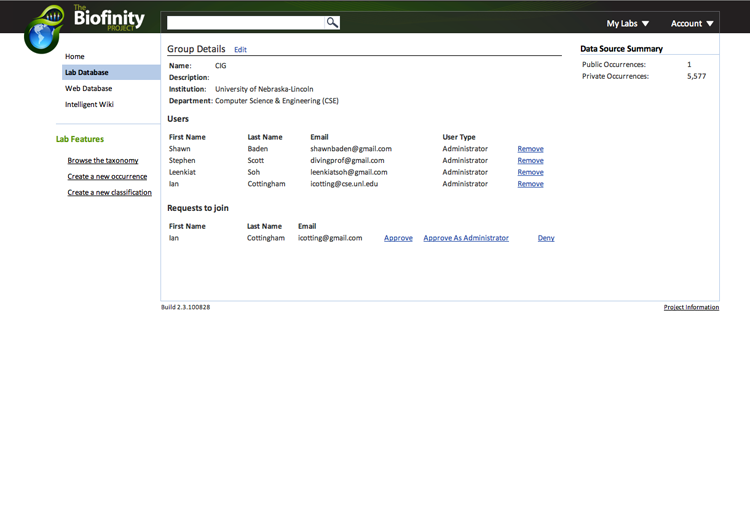 The
Biofinity
PROJECT
My Labs ▼ Account ▼
Home
Lab Database
Web Database
Intelligent Wiki
Lab Features
Browse the taxonomy
Create a new occurrence
Create a new classification
Group Details Edit
Name: CIG
Description:
Institution: University of Nebraska-Lincoln
Department: Computer Science & Engineering (CSE)
Users
First Name Last Name Email User Type
Shawn Baden shawnbaden@gmail.com Administrator Remove
Stephen Scott divingprof@gmail.com Administrator Remove
Leenkiat Soh leenkiatsoh@gmail.com Administrator Remove
Ian Cottingham icotting@cse.unl.edu Administrator Remove
Requests to join
First Name Last Name Email
Ian Cottingham icotting@gmail.com Approve Approve As Administrator Deny
Data Source Summary
Public Occurrences: 1
Private Occurrences: 5,577
Build 2.3.100828
Project Information